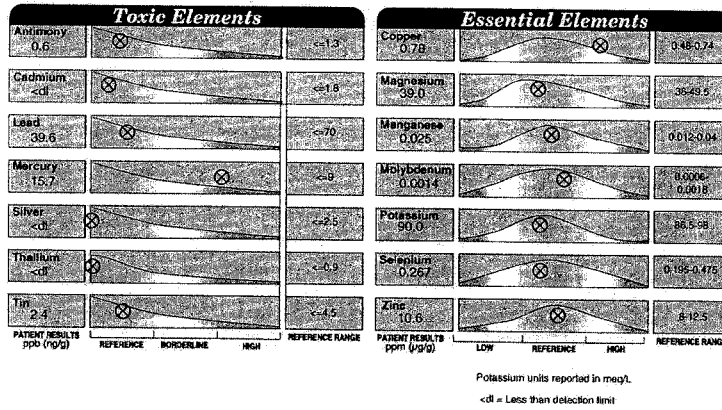 Toxic Elements
Antimony
0.6
<=1.3
Cadmium
<dl
<=1.8
Lead
39.6
<=70
Mercury
15.7
<=9
Silver
<dl
<=2.5
Thallium
<dl
<=0.9
Tin
2.4
<=4.5
PATIENT RESULTS
ppb (ng/g)
REFERENCE BORDERLINE HIGH
REFERENCE RANGE
Essential Elements
Copper
0.78
0.48-0.74
Magnesium
39.0
36-49.5
Manganese
0.025
0.012-0.04
Molybdenum
0.0014
0.0006-
0.0018
Potassium
90.0
86.5-98
Selenium
0.267
0.195-0.475
Zinc
10.6
8-12.5
PATIENT RESULTS
ppm (µg/g)
LOW REFERENCE HIGH
REFERENCE RANGE
Potassium units reported in meq/L
<dl = Less than detection limit